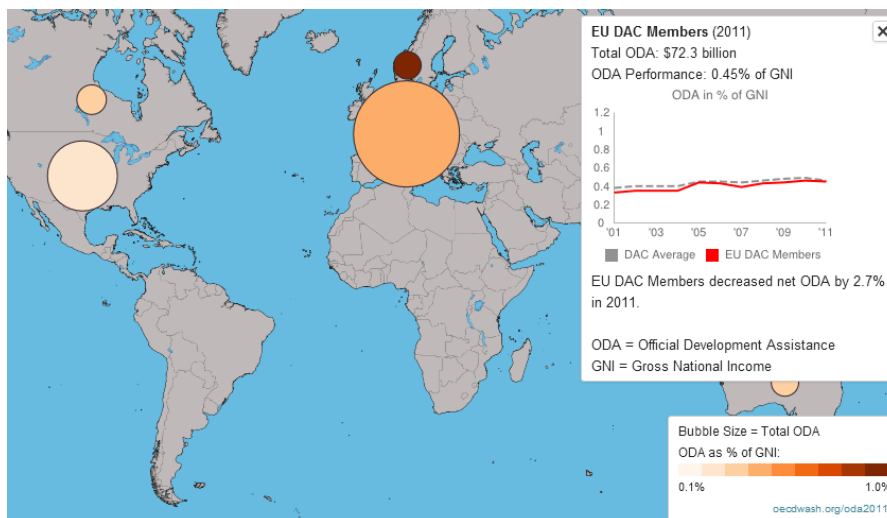 EU DAC Members (2011)
Total ODA: $72.3 billion
ODA Performance: 0.45% of GNI
ODA in % of GNI
1.2
1
0.8
0.6
0.4
0.2
0
'01 '03 '05 '07 '09 '11
DAC Average EU DAC Members
EU DAC Members decreased net ODA by 2.7%
in 2011.
ODA = Official Development Assistance
GNI = Gross National Income
Bubble Size = Total ODA
ODA as % of GNI:
0.1% 1.0%
oecdwash.org/oda2011